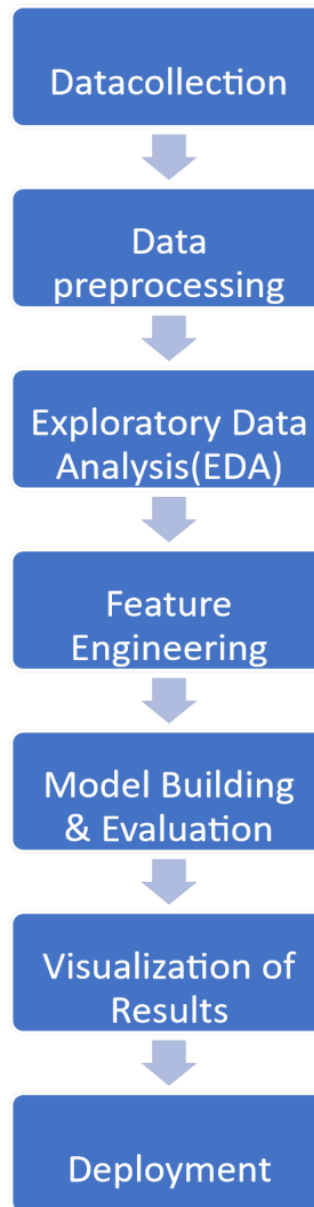 Datacollection
Data
preprocessing
Exploratory Data
Analysis(EDA)
Feature
Engineering
Model Building
& Evaluation
Visualization of
Results
Deployment